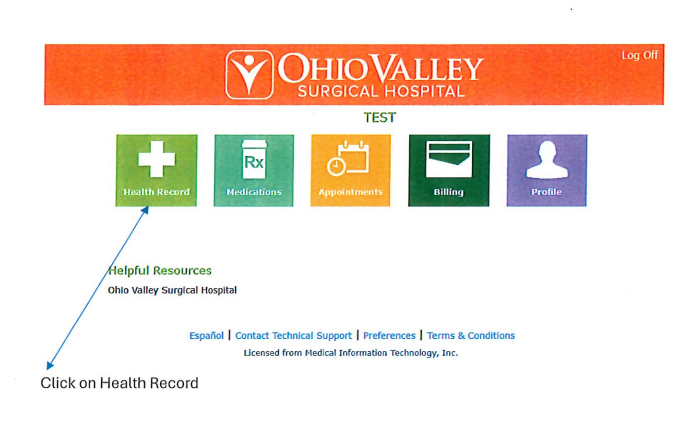 Log Off
OHIO VALLEY
SURGICAL HOSPITAL
TEST
Rx
Health Record Medications Appointments Billing Profile
Helpful Resources
Ohio Valley Surgical Hospital
Español | Contact Technical Support | Preferences | Terms & Conditions
Licensed from Medical Information Technology, Inc.
Click on Health Record